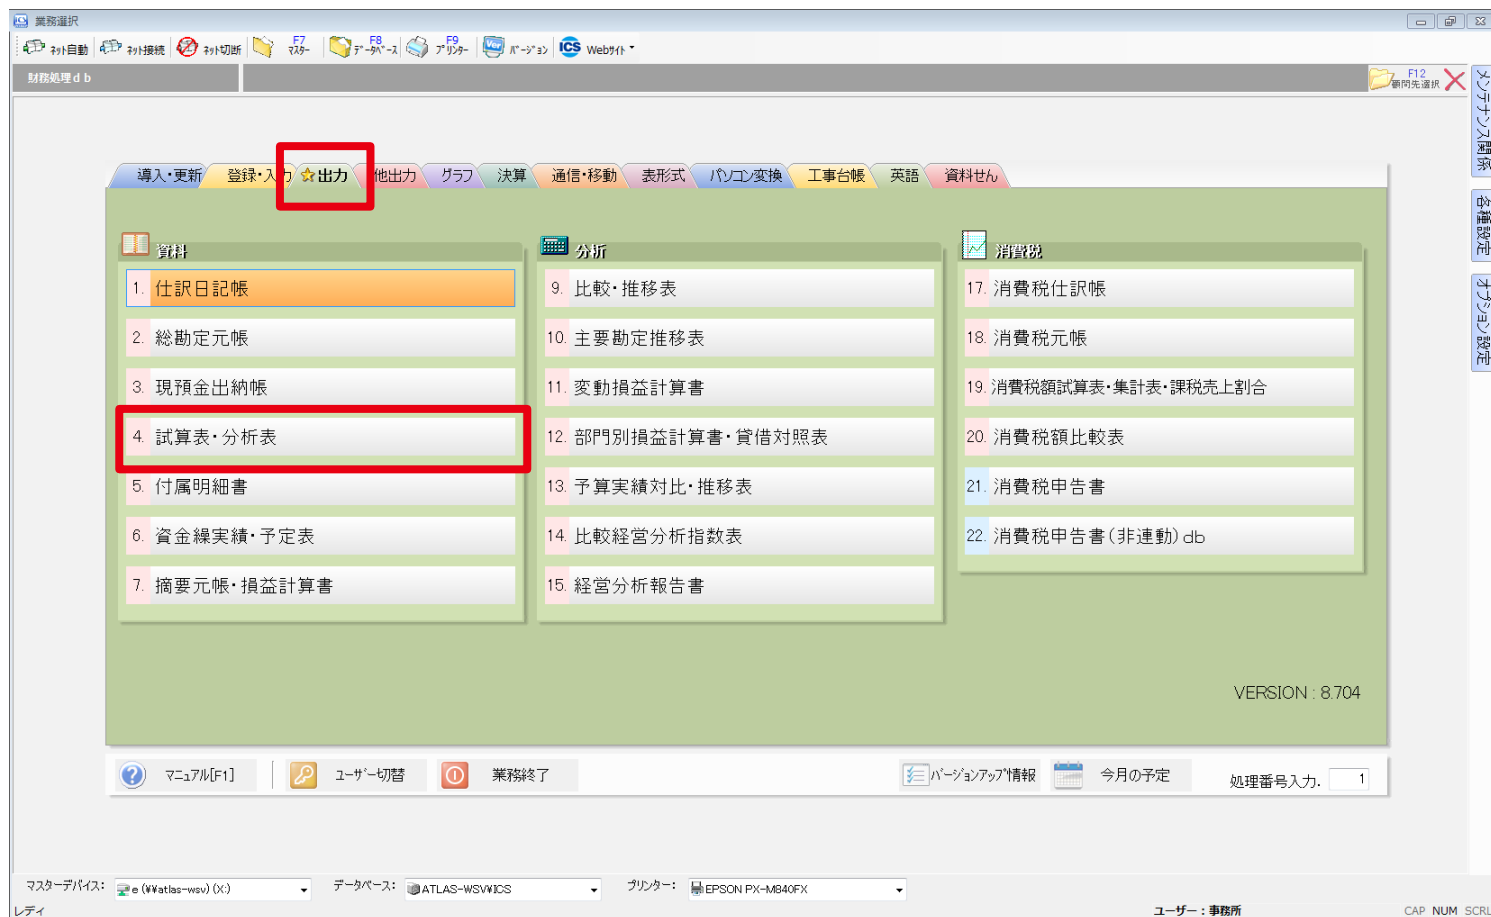 業務選択
ﾈｯﾄ自動 ﾈｯﾄ接続 ﾈｯﾄ切断 F7 ﾏｽﾀｰ F8 ﾃﾞｰﾀﾍﾞｰｽ F9 ﾌﾟﾘﾝﾀｰ Ver ﾊﾞｰｼﾞｮﾝ ICS Webｻｲﾄ
財務処理ｄｂ
F12 顧問先選択
メンテナンス関係
各種設定
オプション設定
導入・更新 登録・入力 ☆出力 他出力 グラフ 決算 通信・移動 表形式 パソコン変換 工事台帳 英語 資料せん
資料
1. 仕訳日記帳
2. 総勘定元帳
3. 現預金出納帳
4. 試算表・分析表
5. 付属明細書
6. 資金繰実績・予定表
7. 摘要元帳・損益計算書
分析
9. 比較・推移表
10. 主要勘定推移表
11. 変動損益計算書
12. 部門別損益計算書・貸借対照表
13. 予算実績対比・推移表
14. 比較経営分析指数表
15. 経営分析報告書
消費税
17. 消費税仕訳帳
18. 消費税元帳
19. 消費税額試算表・集計表・課税売上割合
20. 消費税額比較表
21. 消費税申告書
22. 消費税申告書(非連動)db
VERSION : 8.704
ﾏﾆｭｱﾙ[F1] ﾕｰｻﾞｰ切替 業務終了 ﾊﾞｰｼﾞｮﾝｱｯﾌﾟ情報 今月の予定 処理番号入力. 1
マスターデバイス: e (¥¥atlas-wsv) (X:) データベース: ATLAS-WSV¥ICS プリンター: EPSON PX-M840FX
レディ ユーザー：事務所 CAP NUM SCRL